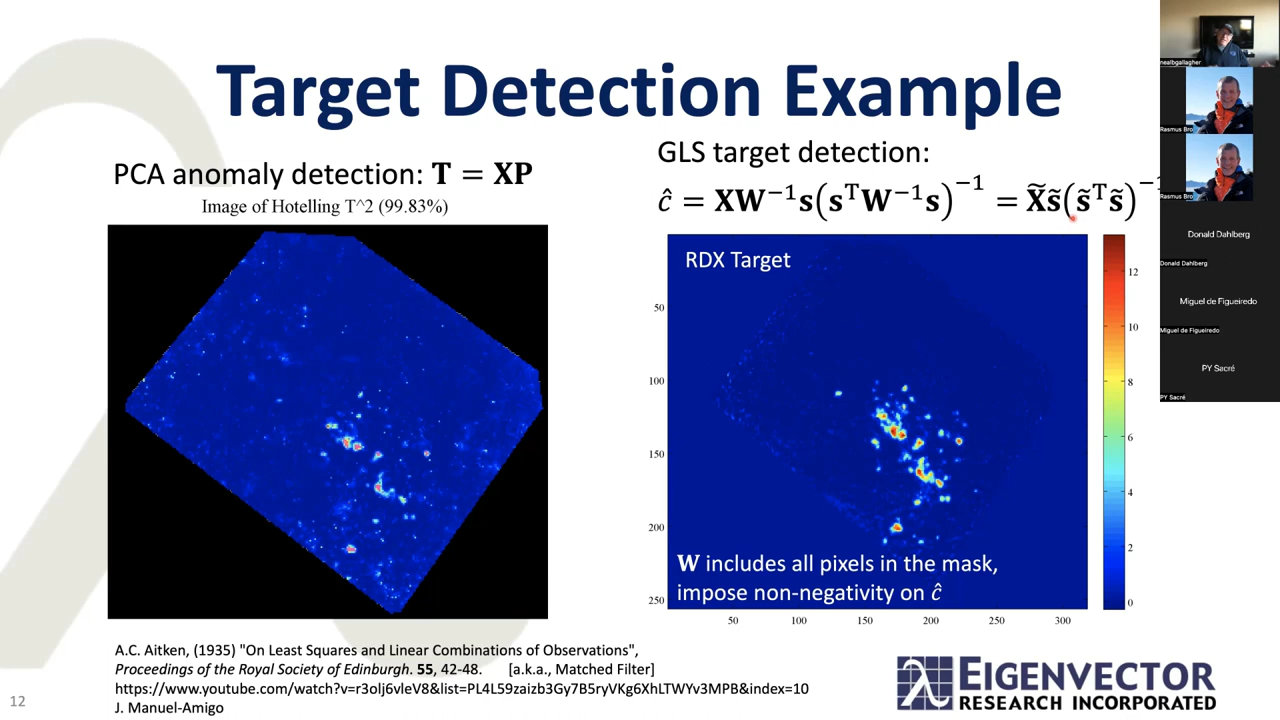 Target Detection Example
PCA anomaly detection: T = XP
Image of Hotelling T^2 (99.83%)
GLS target detection:
ĉ = XW⁻¹s(sᵀW⁻¹s)⁻¹ = X̃s̃(s̃ᵀs̃)⁻
RDX Target
50
100
150
200
250
50
100
150
200
250
300
12
10
8
6
4
2
0
W includes all pixels in the mask,
impose non-negativity on ĉ
A.C. Aitken, (1935) "On Least Squares and Linear Combinations of Observations",
Proceedings of the Royal Society of Edinburgh. 55, 42-48. [a.k.a., Matched Filter]
https://www.youtube.com/watch?v=r3olj6vleV8&list=PL4L59zaizb3Gy7B5ryVKg6XhLTWYv3MPB&index=10
J. Manuel-Amigo
12
EIGENVECTOR
RESEARCH INCORPORATED
nealbgallagher
Rasmus Bro
Rasmus Bro
Donald Dahlberg
Donald Dahlberg
Miguel de Figueiredo
Miguel de Figueiredo
PY Sacré
PY Sacré